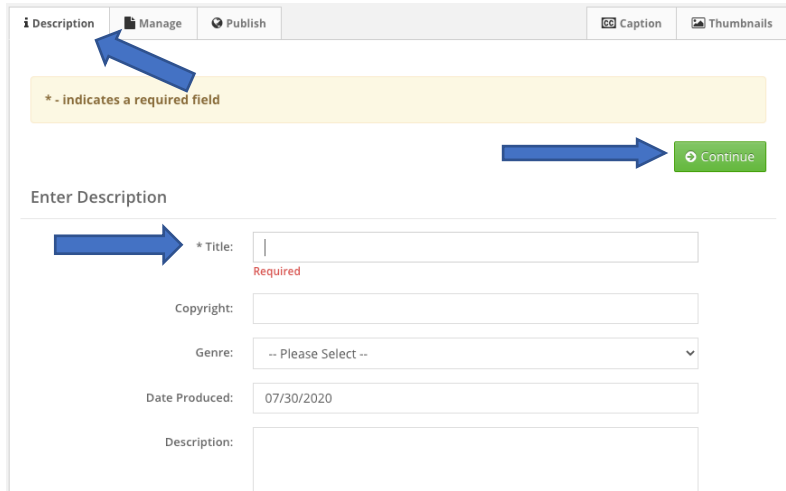 Description Manage Publish Caption Thumbnails
* - indicates a required field
Continue
Enter Description
* Title:
Required
Copyright:
Genre: -- Please Select --
Date Produced: 07/30/2020
Description: